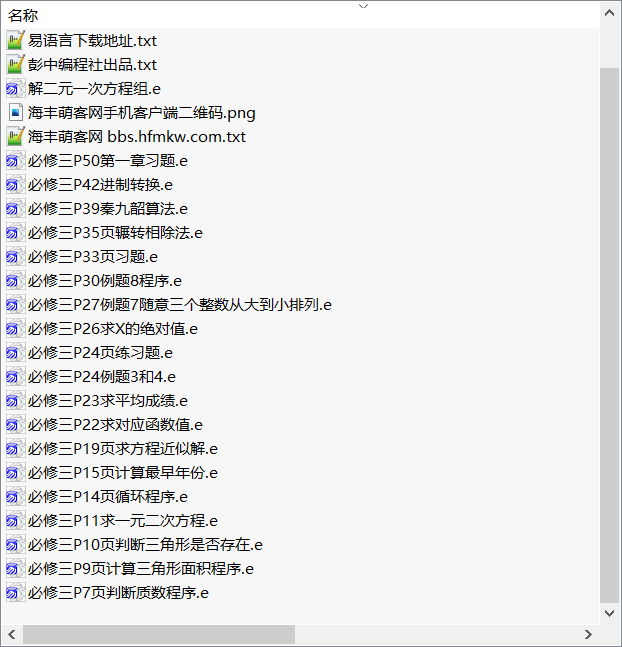 名称
易语言下载地址.txt
彭中编程社出品.txt
解二元一次方程组.e
海丰萌客网手机客户端二维码.png
海丰萌客网 bbs.hfmkw.com.txt
必修三P50第一章习题.e
必修三P42进制转换.e
必修三P39秦九韶算法.e
必修三P35页辗转相除法.e
必修三P33页习题.e
必修三P30例题8程序.e
必修三P27例题7随意三个整数从大到小排列.e
必修三P26求X的绝对值.e
必修三P24页练习题.e
必修三P24例题3和4.e
必修三P23求平均成绩.e
必修三P22求对应函数值.e
必修三P19页求方程近似解.e
必修三P15页计算最早年份.e
必修三P14页循环程序.e
必修三P11求一元二次方程.e
必修三P10页判断三角形是否存在.e
必修三P9页计算三角形面积程序.e
必修三P7页判断质数程序.e